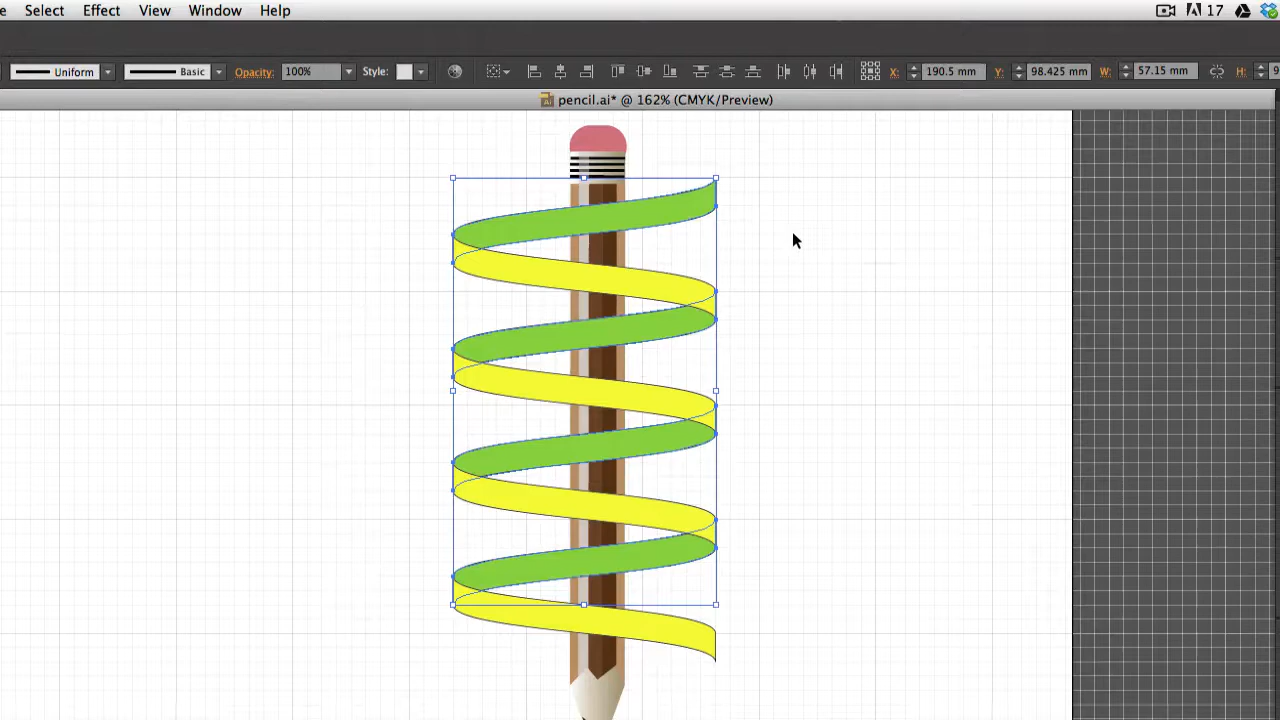 Select Effect View Window Help 17
Uniform Basic Opacity: 100% Style: X: 190.5 mm Y: 98.425 mm W: 57.15 mm H: 9
pencil.ai* @ 162% (CMYK/Preview)